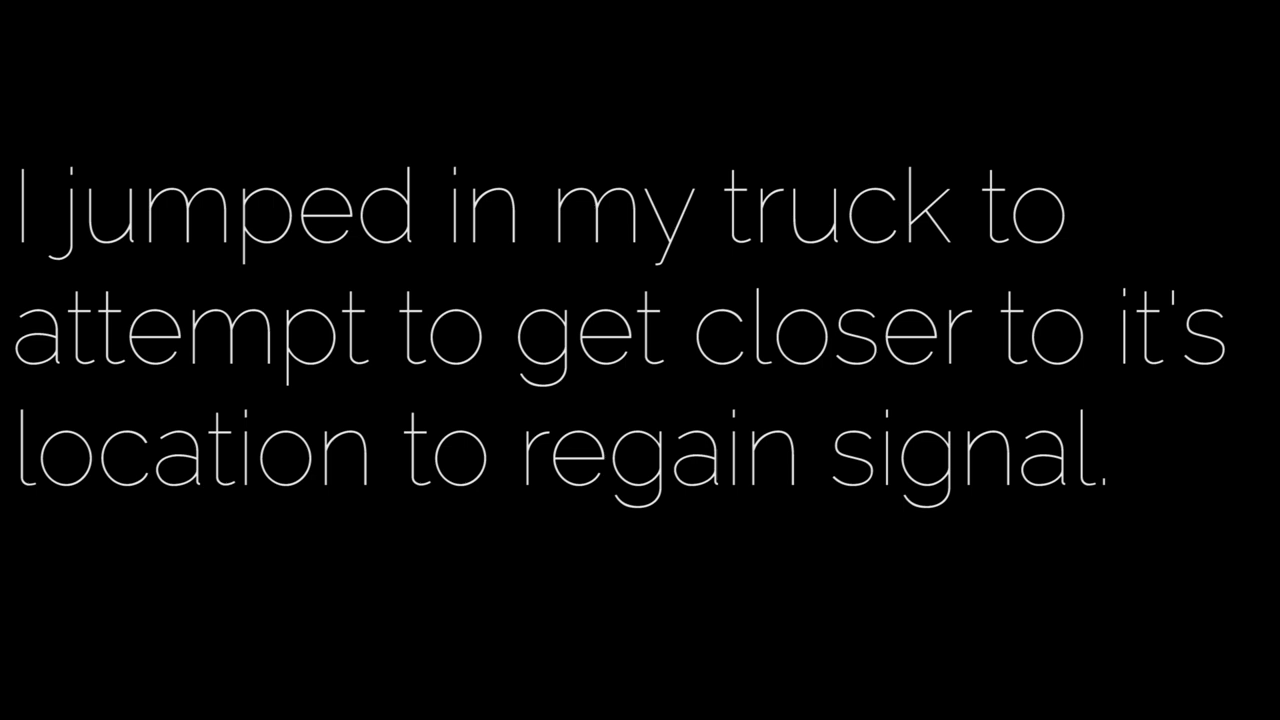 I jumped in my truck to
attempt to get closer to it's
location to regain signal.